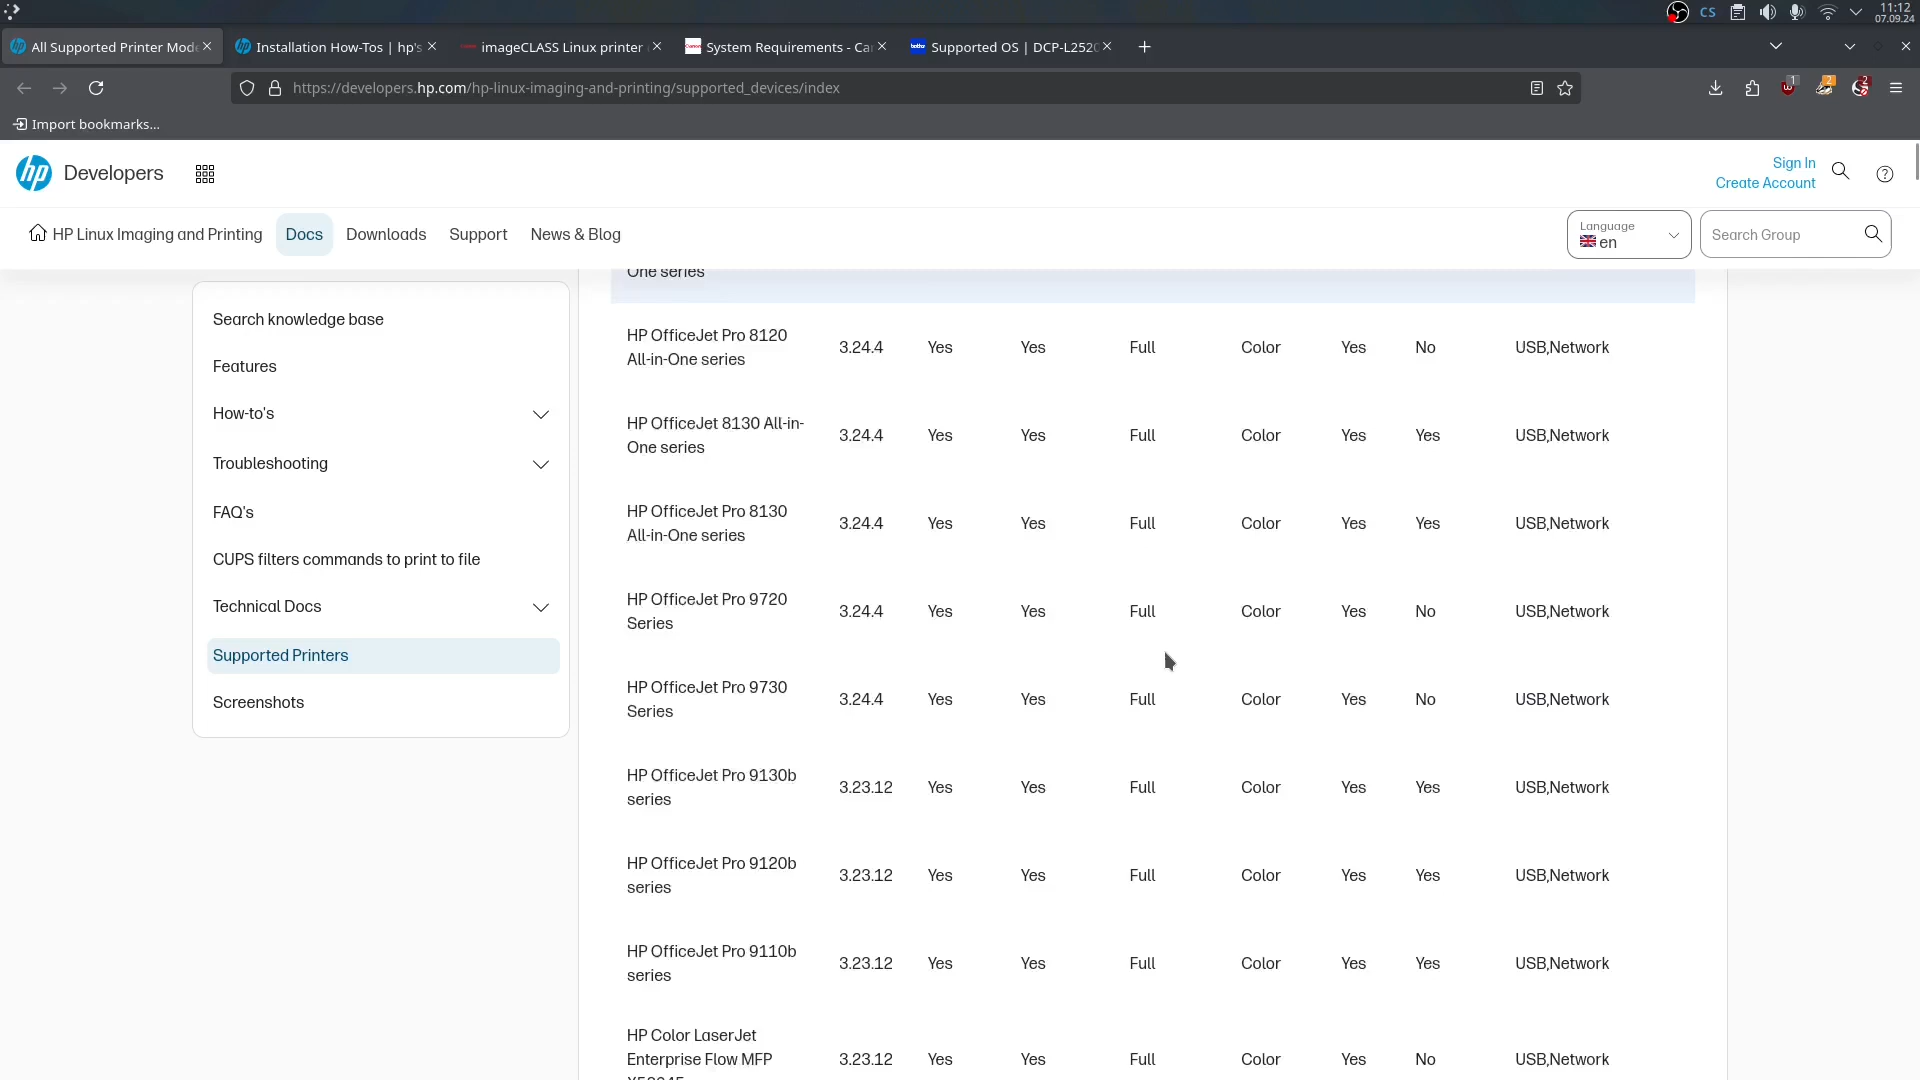 CS
11:12
07.09.24
All Supported Printer Mode
Installation How-Tos | hp's
imageCLASS Linux printer
System Requirements - Ca
Supported OS | DCP-L2520
https://developers.hp.com/hp-linux-imaging-and-printing/supported_devices/index
1
2
2
Import bookmarks...
hp Developers
Sign In
Create Account
HP Linux Imaging and Printing Docs Downloads Support News & Blog
Language
en
Search Group
Search knowledge base
Features
How-to's
Troubleshooting
FAQ's
CUPS filters commands to print to file
Technical Docs
Supported Printers
Screenshots
One series
HP OfficeJet Pro 8120
All-in-One series
3.24.4 Yes Yes Full Color Yes No USB,Network
HP OfficeJet 8130 All-in-
One series
3.24.4 Yes Yes Full Color Yes Yes USB,Network
HP OfficeJet Pro 8130
All-in-One series
3.24.4 Yes Yes Full Color Yes Yes USB,Network
HP OfficeJet Pro 9720
Series
3.24.4 Yes Yes Full Color Yes No USB,Network
HP OfficeJet Pro 9730
Series
3.24.4 Yes Yes Full Color Yes No USB,Network
HP OfficeJet Pro 9130b
series
3.23.12 Yes Yes Full Color Yes Yes USB,Network
HP OfficeJet Pro 9120b
series
3.23.12 Yes Yes Full Color Yes Yes USB,Network
HP OfficeJet Pro 9110b
series
3.23.12 Yes Yes Full Color Yes Yes USB,Network
HP Color LaserJet
Enterprise Flow MFP
3.23.12 Yes Yes Full Color Yes No USB,Network